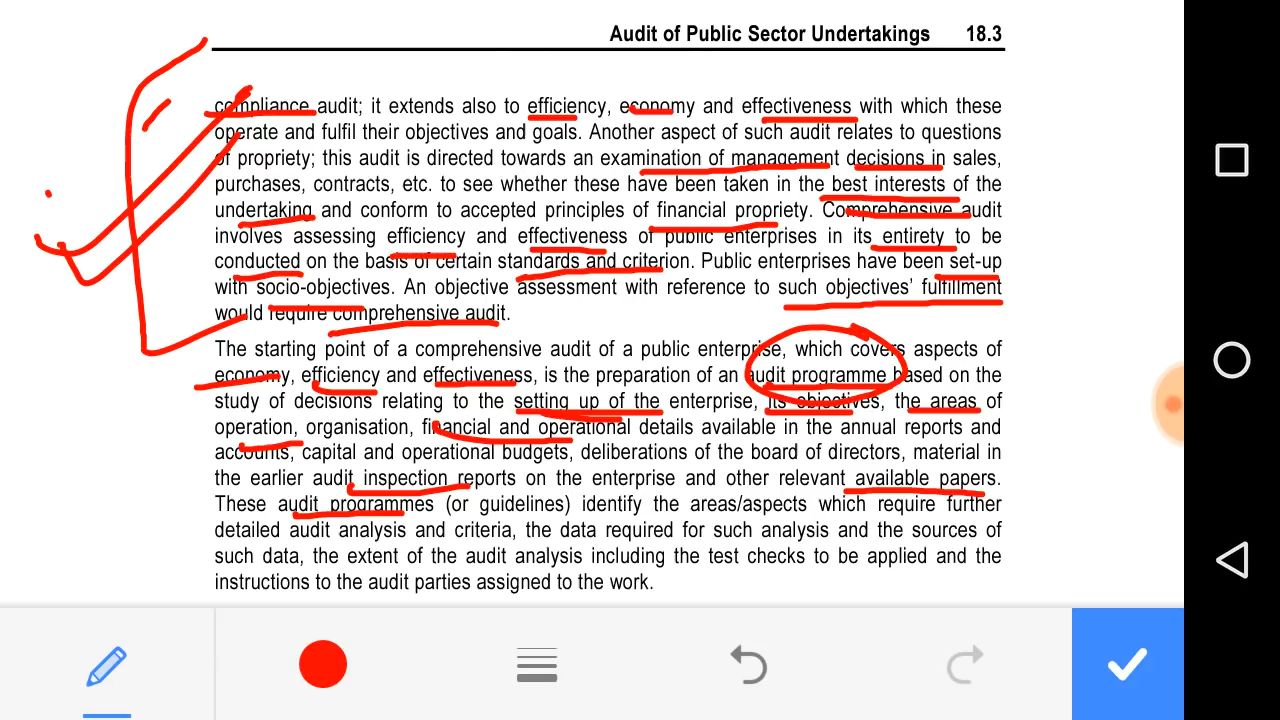 Audit of Public Sector Undertakings 18.3
compliance audit; it extends also to efficiency, economy and effectiveness with which these
operate and fulfil their objectives and goals. Another aspect of such audit relates to questions
of propriety; this audit is directed towards an examination of management decisions in sales,
purchases, contracts, etc. to see whether these have been taken in the best interests of the
undertaking and conform to accepted principles of financial propriety. Comprehensive audit
involves assessing efficiency and effectiveness of public enterprises in its entirety to be
conducted on the basis of certain standards and criterion. Public enterprises have been set-up
with socio-objectives. An objective assessment with reference to such objectives' fulfillment
would require comprehensive audit.
The starting point of a comprehensive audit of a public enterprise, which covers aspects of
economy, efficiency and effectiveness, is the preparation of an audit programme based on the
study of decisions relating to the setting up of the enterprise, its objectives, the areas of
operation, organisation, financial and operational details available in the annual reports and
accounts, capital and operational budgets, deliberations of the board of directors, material in
the earlier audit inspection reports on the enterprise and other relevant available papers.
These audit programmes (or guidelines) identify the areas/aspects which require further
detailed audit analysis and criteria, the data required for such analysis and the sources of
such data, the extent of the audit analysis including the test checks to be applied and the
instructions to the audit parties assigned to the work.